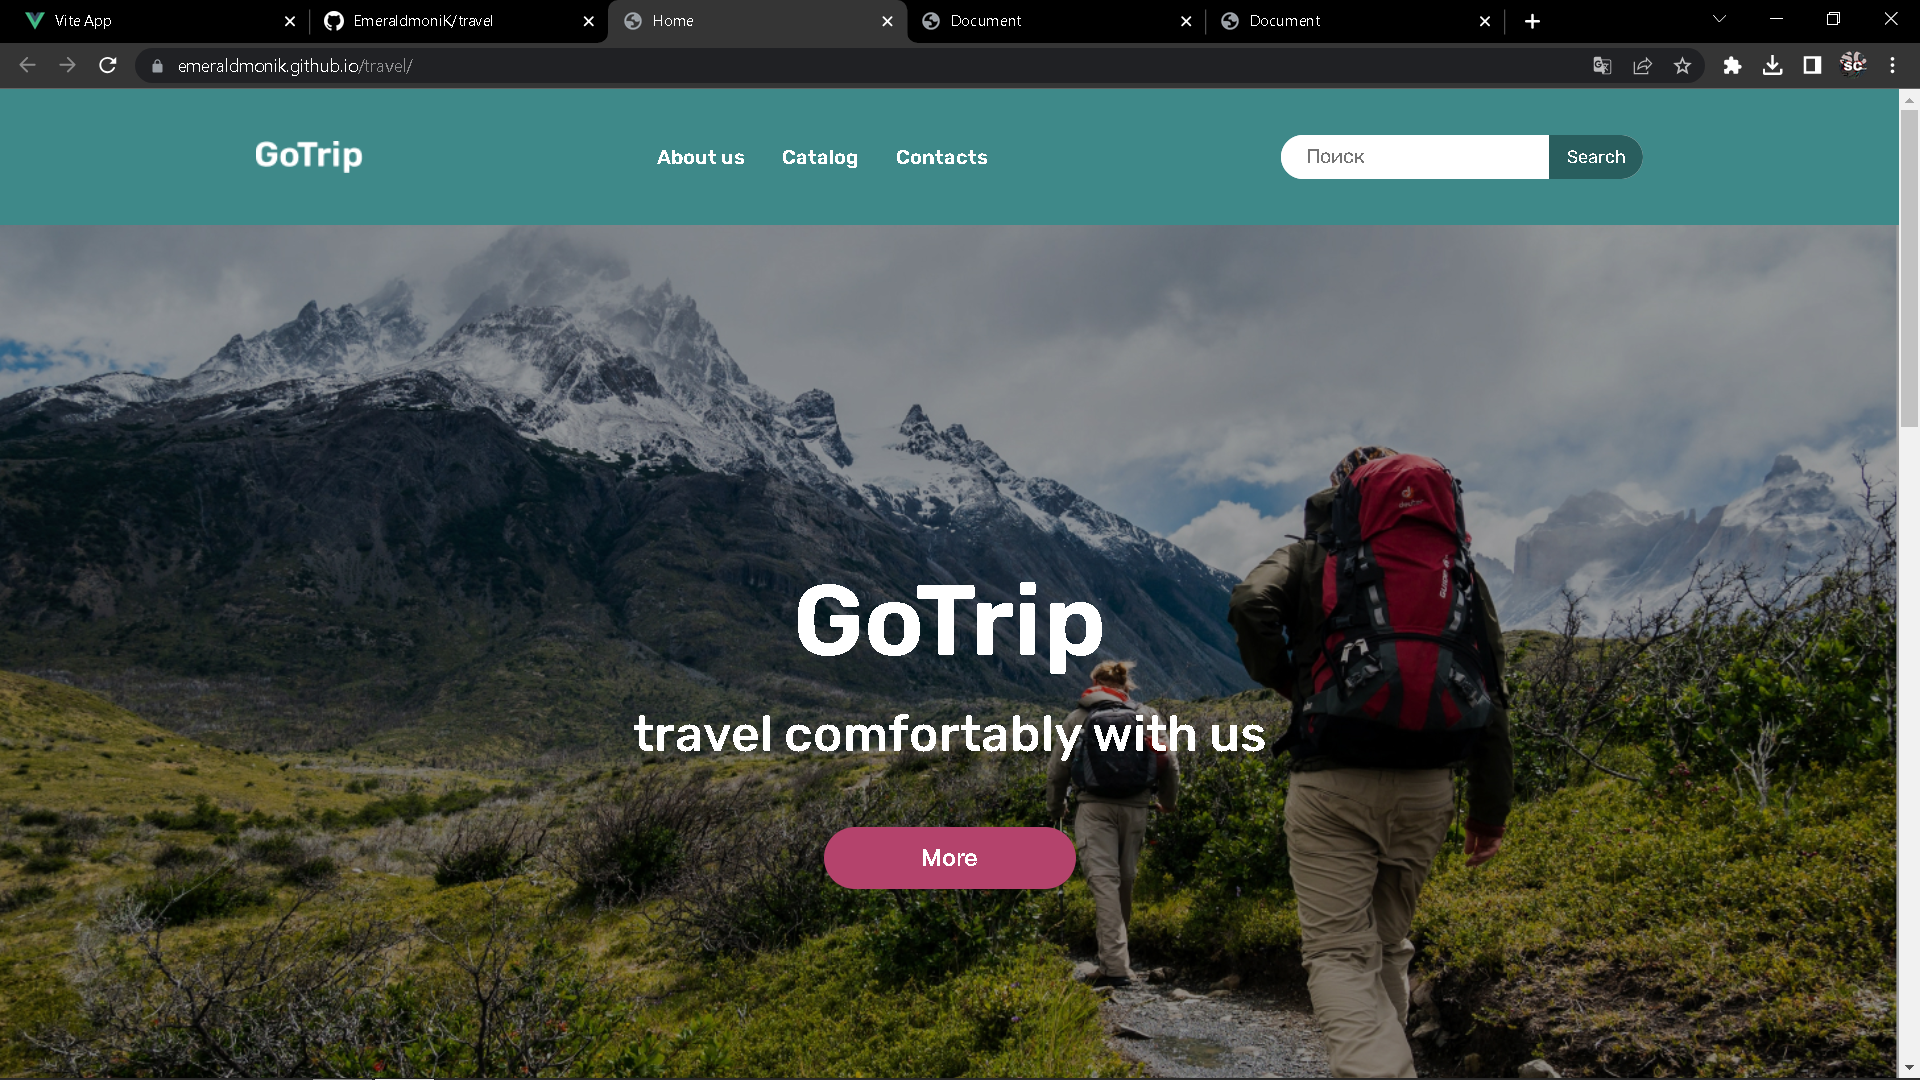 Vite App
EmeraldmoniK/travel
Home
Document
Document
emeraldmonik.github.io/travel/
SC
GoTrip
About us
Catalog
Contacts
Поиск
Search
GoTrip
travel comfortably with us
More